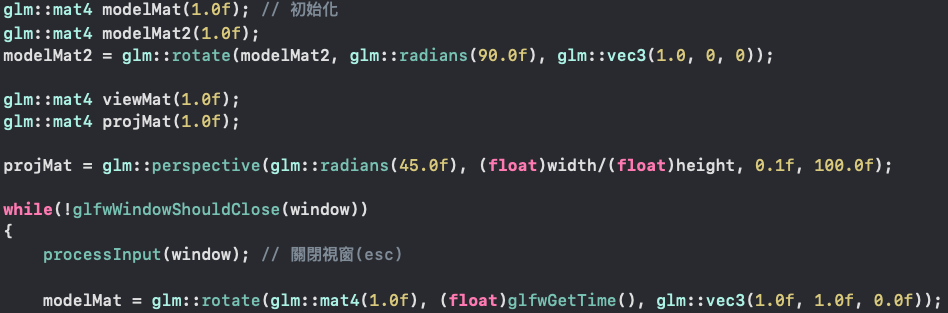 glm::mat4 modelMat(1.0f); // 初始化
glm::mat4 modelMat2(1.0f);
modelMat2 = glm::rotate(modelMat2, glm::radians(90.0f), glm::vec3(1.0, 0, 0));
glm::mat4 viewMat(1.0f);
glm::mat4 projMat(1.0f);
projMat = glm::perspective(glm::radians(45.0f), (float)width/(float)height, 0.1f, 100.0f);
while(!glfwWindowShouldClose(window))
{
processInput(window); // 關閉視窗(esc)
modelMat = glm::rotate(glm::mat4(1.0f), (float)glfwGetTime(), glm::vec3(1.0f, 1.0f, 0.0f));